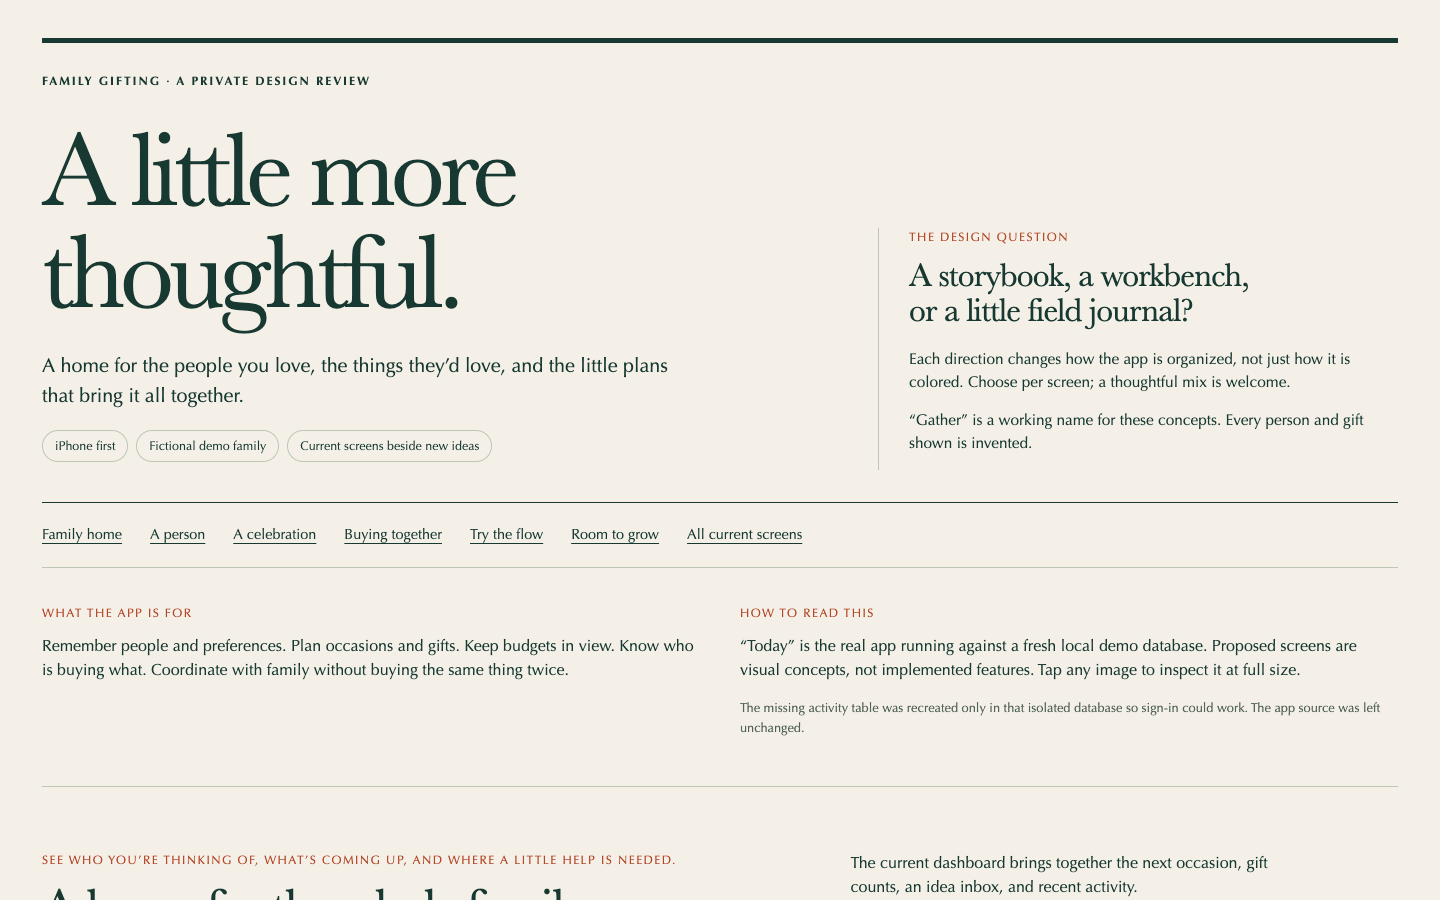 FAMILY GIFTING · A PRIVATE DESIGN REVIEW
A little more
thoughtful.
A home for the people you love, the things they’d love, and the little plans
that bring it all together.
iPhone first
Fictional demo family
Current screens beside new ideas
THE DESIGN QUESTION
A storybook, a workbench,
or a little field journal?
Each direction changes how the app is organized, not just how it is
colored. Choose per screen; a thoughtful mix is welcome.
“Gather” is a working name for these concepts. Every person and gift
shown is invented.
Family home
A person
A celebration
Buying together
Try the flow
Room to grow
All current screens
WHAT THE APP IS FOR
Remember people and preferences. Plan occasions and gifts. Keep budgets in view. Know who
is buying what. Coordinate with family without buying the same thing twice.
HOW TO READ THIS
“Today” is the real app running against a fresh local demo database. Proposed screens are
visual concepts, not implemented features. Tap any image to inspect it at full size.
The missing activity table was recreated only in that isolated database so sign-in could work. The app source was left
unchanged.
SEE WHO YOU’RE THINKING OF, WHAT’S COMING UP, AND WHERE A LITTLE HELP IS NEEDED.
The current dashboard brings together the next occasion, gift
counts, an idea inbox, and recent activity.